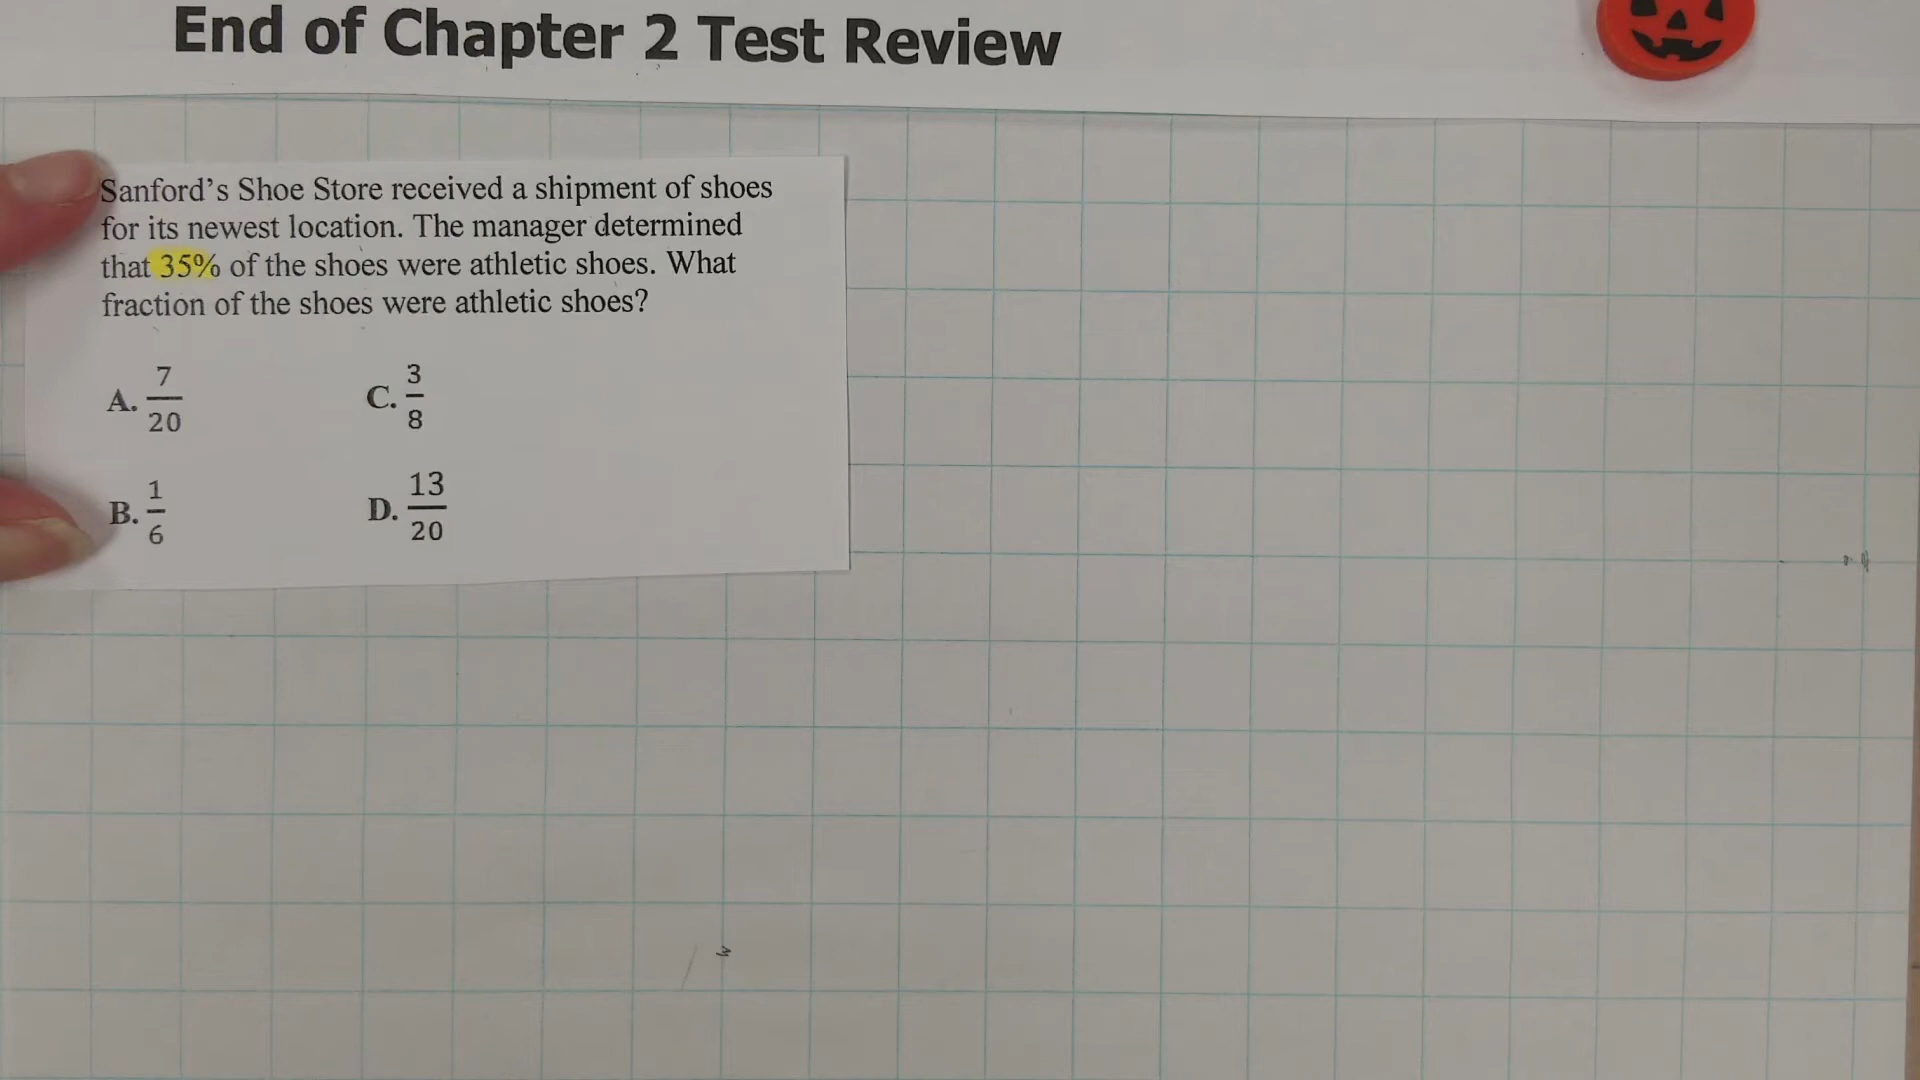 End of Chapter 2 Test Review
Sanford's Shoe Store received a shipment of shoes
for its newest location. The manager determined
that 35% of the shoes were athletic shoes. What
fraction of the shoes were athletic shoes?
A. 7/20
C. 3/8
B. 1/6
D. 13/20